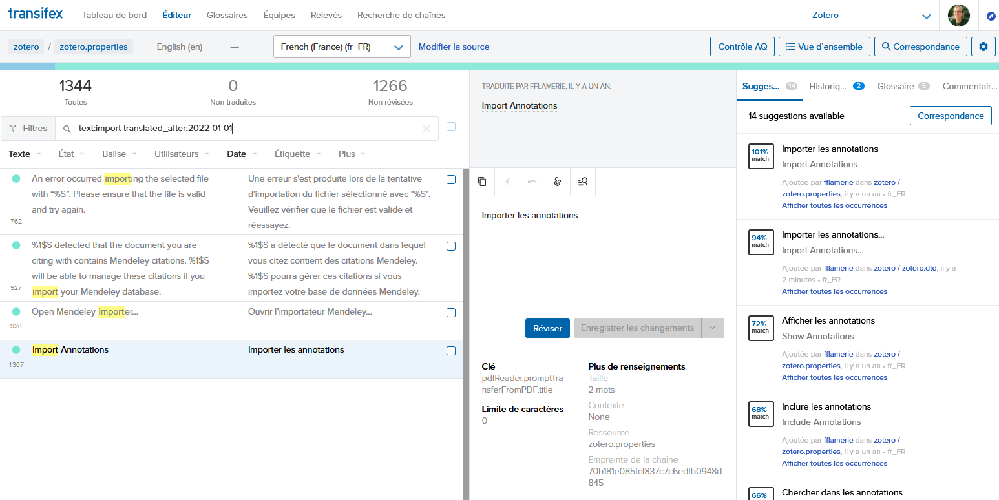 transifex
Tableau de bord
Éditeur
Glossaires
Équipes
Relevés
Recherche de chaînes
Zotero
zotero / zotero.properties
English (en) →
French (France) (fr_FR)
Modifier la source
Contrôle AQ
Vue d'ensemble
Correspondance
1344
Toutes
0
Non traduites
1266
Non révisées
Filtres
text:import translated_after:2022-01-01
Texte
État
Balise
Utilisateurs
Date
Étiquette
Plus
An error occurred importing the selected file
with “%S”. Please ensure that the file is valid
and try again.
762
Une erreur s'est produite lors de la tentative
d'importation du fichier sélectionné avec "%S".
Veuillez vérifier que le fichier est valide et
réessayez.
%1$S detected that the document you are
citing with contains Mendeley citations. %1$S
will be able to manage these citations if you
import your Mendeley database.
927
%1$S a détecté que le document dans lequel
vous citez contient des citations Mendeley.
%1$S pourra gérer ces citations si vous
importez votre base de données Mendeley.
Open Mendeley Importer…
928
Ouvrir l’importateur Mendeley…
Import Annotations
1307
Importer les annotations
TRADUITE PAR FFLAMERIE, IL Y A UN AN.
Import Annotations
Importer les annotations
Réviser
Enregistrer les changements
Clé
pdfReader.promptTra
nsferFromPDF.title
Limite de caractères
0
Plus de renseignements
Taille
2 mots
Contexte
None
Ressource
zotero.properties
Empreinte de la chaîne
70b181e085fcf837c7c6edfb0948d
845
Sugges... 14
Historiq... 2
Glossaire 5
Commentair...
14 suggestions available
Correspondance
101%
match
Importer les annotations
Import Annotations
Ajoutée par fflamerie dans zotero /
zotero.properties, il y a un an • fr_FR
Afficher toutes les occurrences
94%
match
Importer les annotations...
Import Annotations...
Ajoutée par fflamerie dans zotero / zotero.dtd, il y a
2 minutes • fr_FR
Afficher toutes les occurrences
72%
match
Afficher les annotations
Show Annotations
Ajoutée par fflamerie dans zotero /
zotero.properties, il y a un an • fr_FR
Afficher toutes les occurrences
68%
match
Inclure les annotations
Include Annotations
Ajoutée par fflamerie dans zotero /
zotero.properties, il y a un an • fr_FR
Afficher toutes les occurrences
66%
Chercher dans les annotations